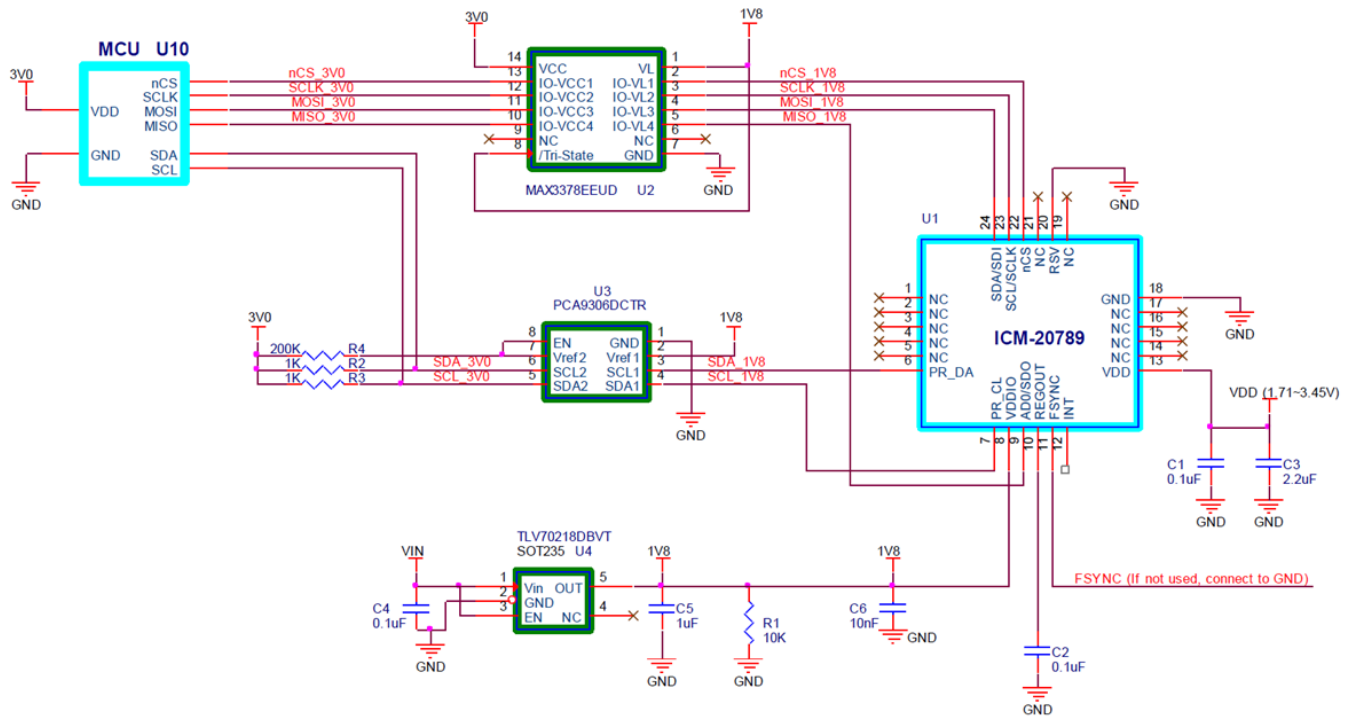 MCU U10
3V0
VDD
GND
GND
nCS
SCLK
MOSI
MISO
SDA
SCL
nCS_3V0
SCLK_3V0
MOSI_3V0
MISO_3V0
3V0
1V8
14 VCC VL 1
13 IO-VCC1 IO-VL1 2
12 IO-VCC2 IO-VL2 3
11 IO-VCC3 IO-VL3 4
10 IO-VCC4 IO-VL4 5
9 NC NC 6
8 /Tri-State GND 7
MAX3378EEUD U2
GND
nCS_1V8
SCLK_1V8
MOSI_1V8
MISO_1V8
GND
U1
24 23 22 21 20 19
SDA/SDI
SCL/SCLK
nCS
NC
RSV
NC
1 NC
2 NC
3 NC
4 NC
5 NC
6 PR_DA
ICM-20789
GND 18
NC 17
NC 16
NC 15
NC 14
VDD 13
GND
PR_CL
VDDIO
AD0/SDO
REGOUT
FSYNC
INT
7 8 9 10 11 12
VDD (1.71~3.45V)
C1
0.1uF
C3
2.2uF
GND
GND
U3
PCA9306DCTR
3V0
200K R4
1K R2
1K R3
SDA_3V0
SCL_3V0
8 EN GND 1
7 Vref2 Vref1 2
6 SCL2 SCL1 3
5 SDA2 SDA1 4
1V8
SDA_1V8
SCL_1V8
GND
TLV70218DBVT
SOT235 U4
VIN
1 Vin OUT 5
2 GND
3 EN NC 4
C4
0.1uF
GND
1V8
C5
1uF
GND
R1
10K
GND
1V8
C6
10nF
GND
FSYNC (If not used, connect to GND)
C2
0.1uF
GND